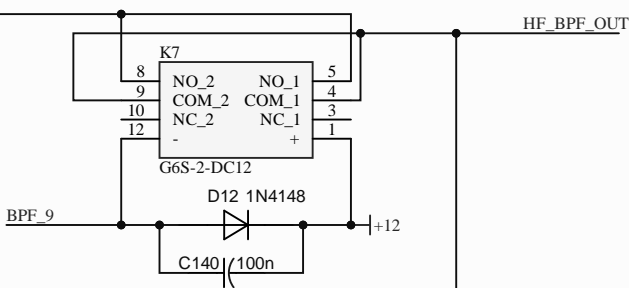 HF_BPF_OUT
K7
8 NO_2 NO_1 5
9 COM_2 COM_1 4
10 NC_2 NC_1 3
12 - + 1
G6S-2-DC12
D12 1N4148
BPF_9
+12
C140 100n